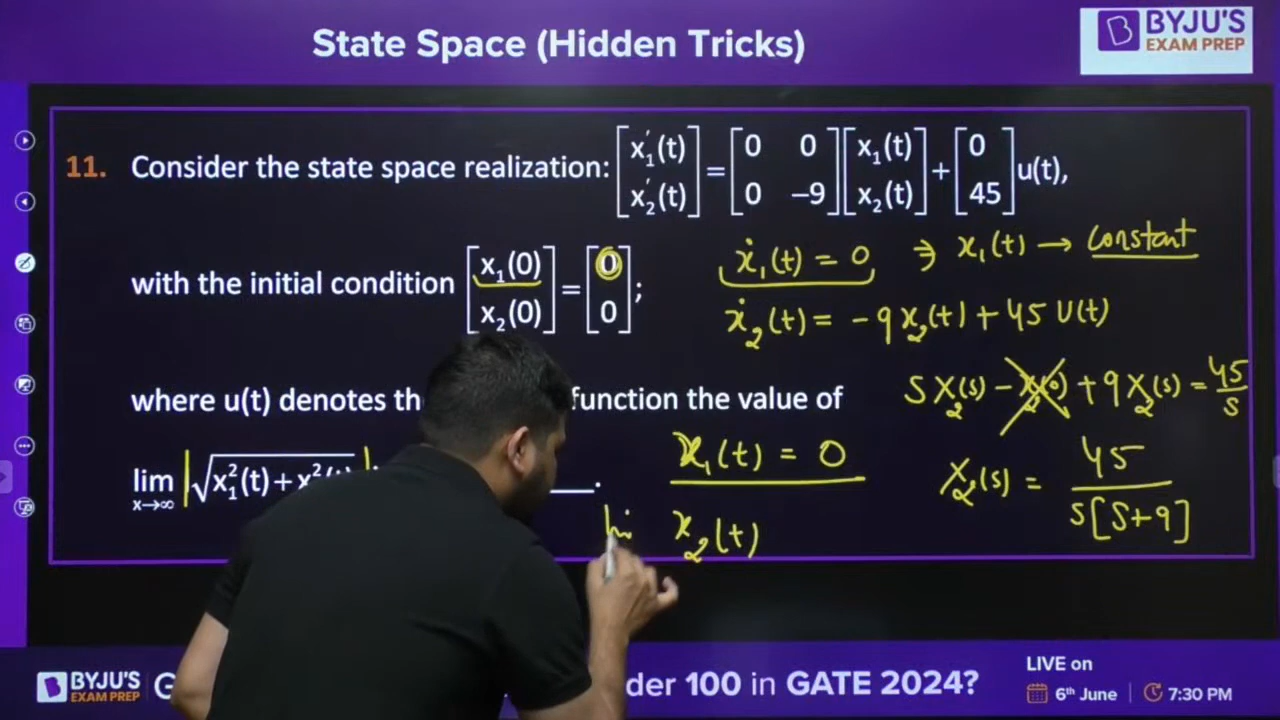 State Space (Hidden Tricks)
BYJU'S
EXAM PREP
11. Consider the state space realization: [x₁′(t) x₂′(t)] = [0 0 0 –9] [x₁(t) x₂(t)] + [0 45] u(t),
with the initial condition [x₁(0) x₂(0)] = [0 0];
ẋ₁(t) = 0 ∋ x₁(t) → Constant
ẋ₂(t) = - 9 x₂(t) + 45 U(t)
S X₂(s) - x₂(0) + 9 X₂(s) = 45/s
where u(t) denotes th function the value of
lim x→∞ |√x₁²(t) + x²
____.
x₁(t) = 0
X₂(s) = 45 / s[s+9]
li x₂(t)
BYJU'S
EXAM PREP
G
der 100 in GATE 2024?
LIVE on
6th June | 7:30 PM